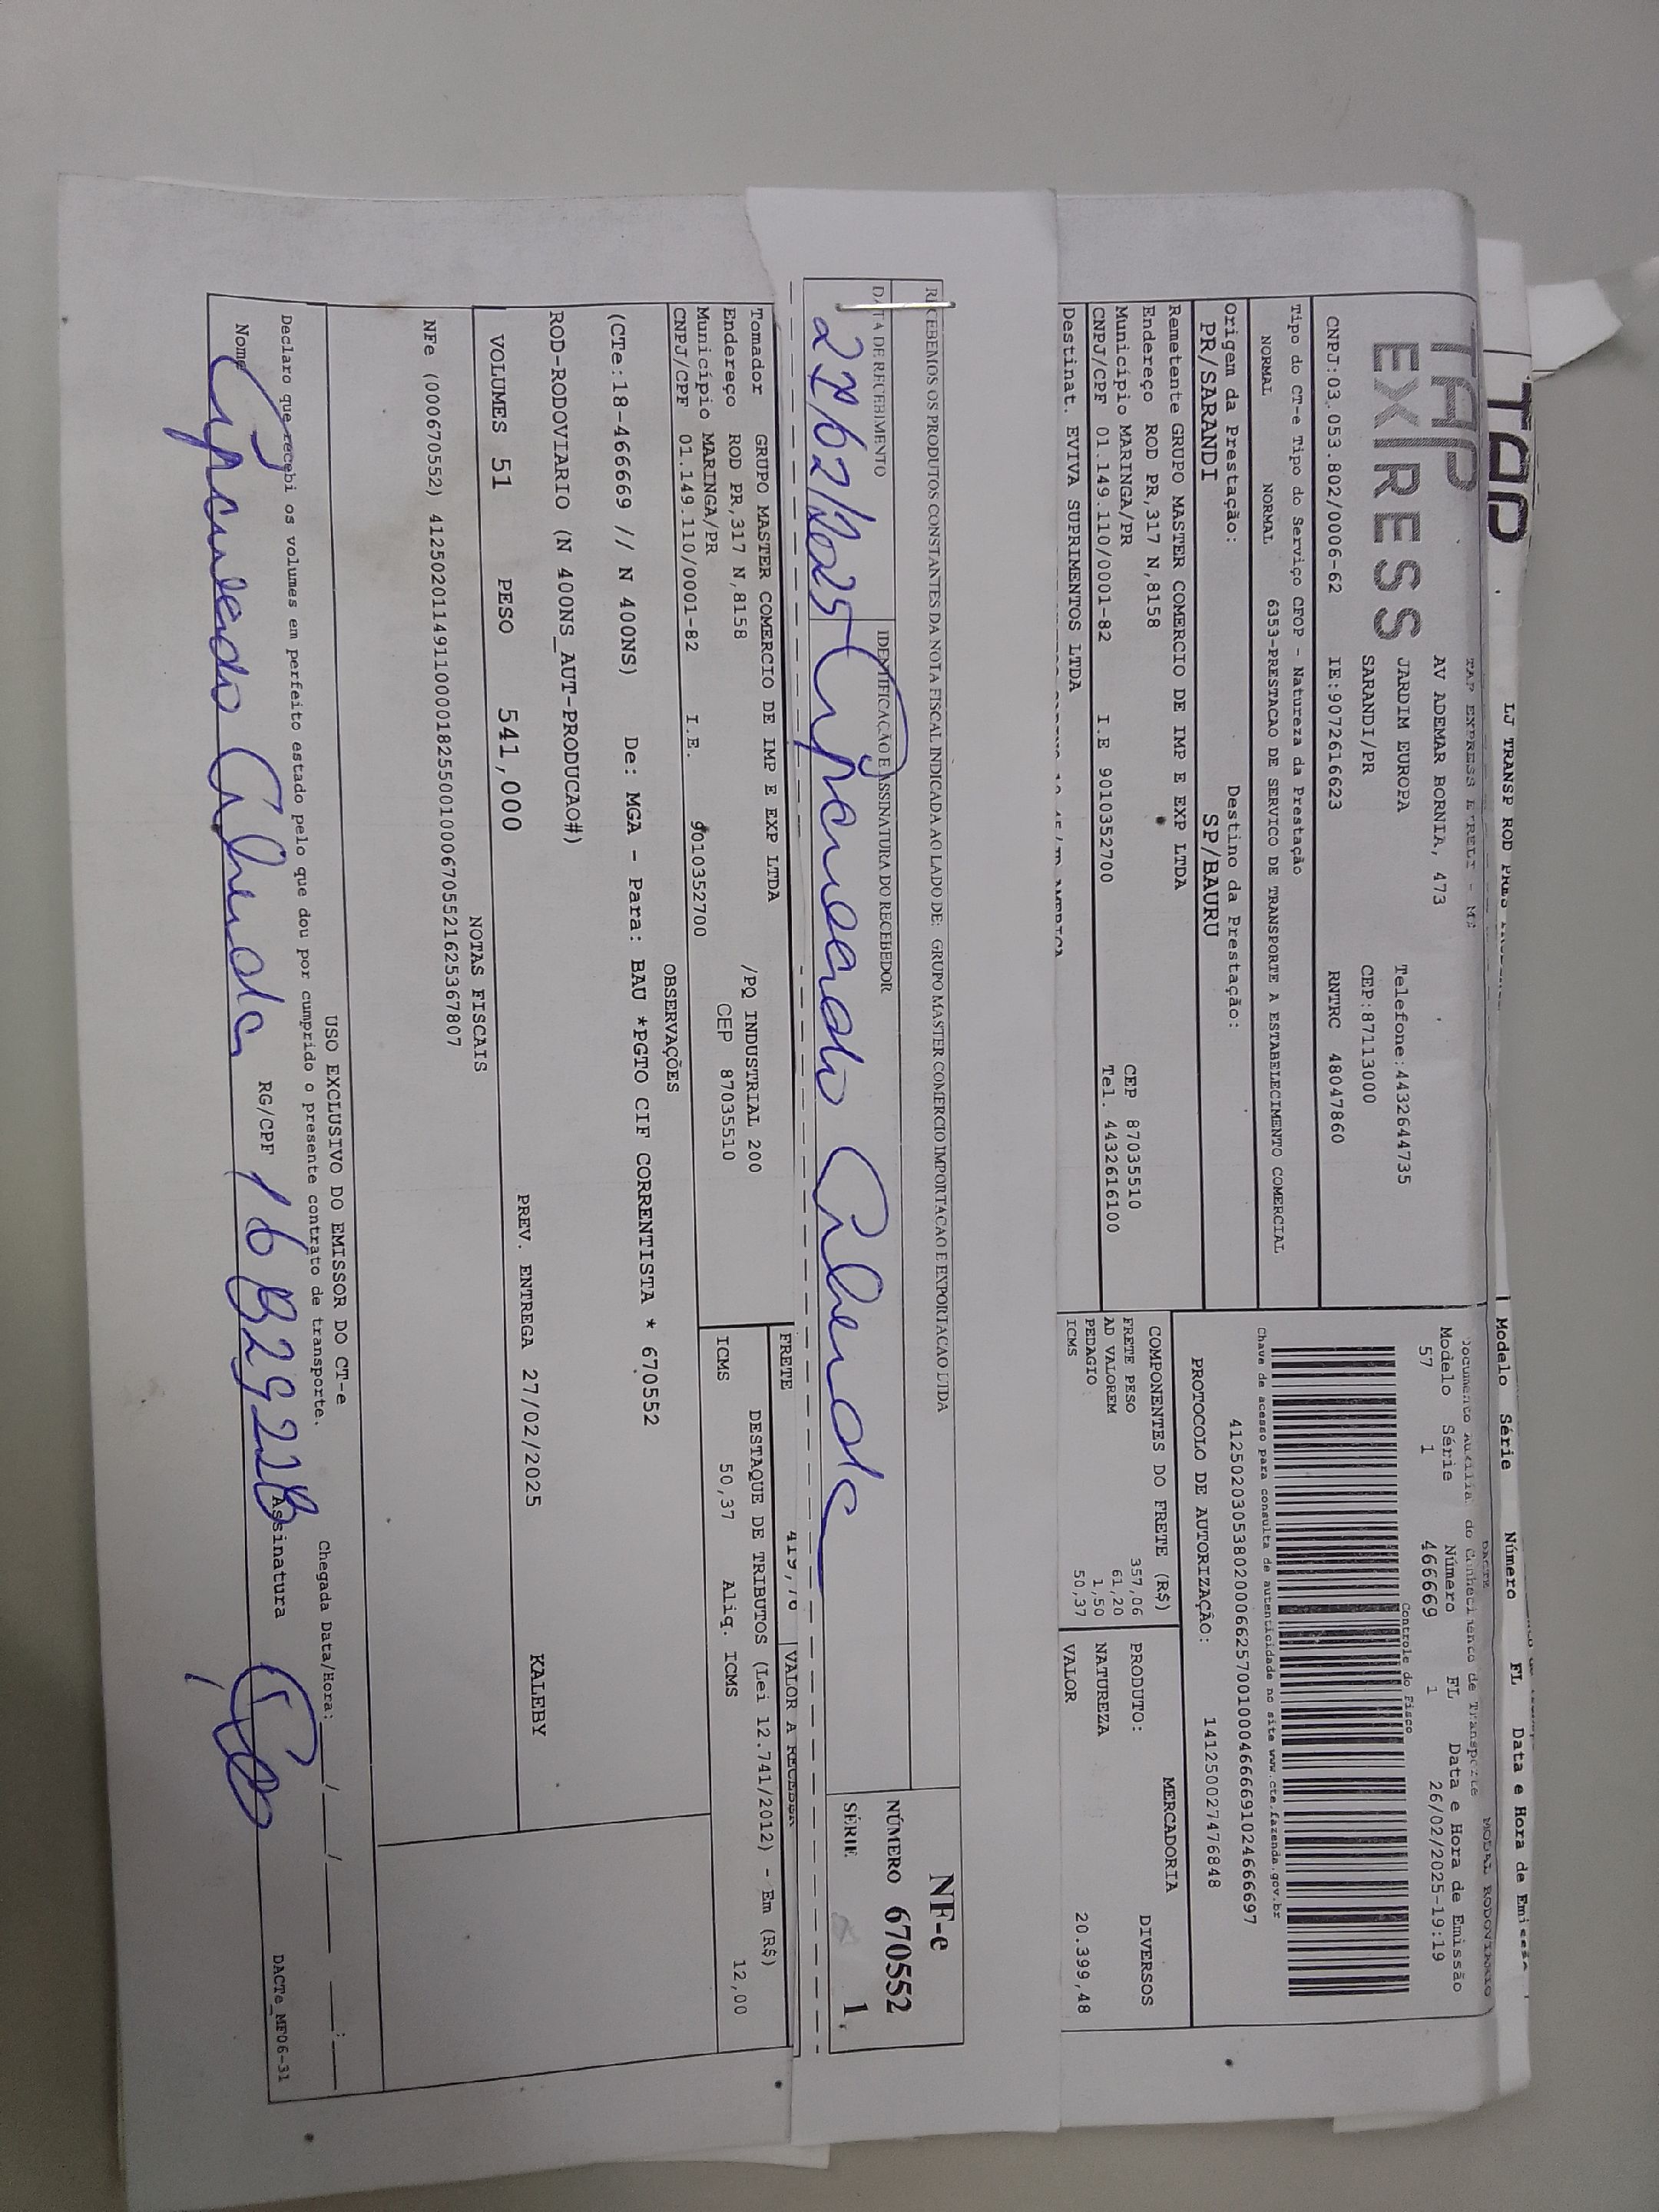 TAP
LJ TRANSP ROD
Modelo Série Número FL Data e Hora de
TAP EXPRESS
TAP EXPRESS EIRELI - ME
AV ADEMAR BORNIA, 473
JARDIM EUROPA Telefone:4432644735
SARANDI/PR CEP:87113000
CNPJ:03.053.802/0006-62 IE:9072616623 RNTRC 48047860
DACTE MODAL RODOVIARIO
Documento Auxiliar do Conhecimento de Transporte
Modelo Série Número FL Data e Hora de Emissão
57 1 466669 1 26/02/2025-19:19
Controle do Fisco
Chave de acesso para consulta de autenticidade no site www.cte.fazenda.gov.br
41250203053802000662570010004666691024666697
PROTOCOLO DE AUTORIZAÇÃO: 141250027476848
Tipo do CT-e Tipo do Serviço CFOP - Natureza da Prestação
NORMAL NORMAL 6353-PRESTACAO DE SERVICO DE TRANSPORTE A ESTABELECIMENTO COMERCIAL
Origem da Prestação: Destino da Prestação:
PR/SARANDI SP/BAURU
Remetente GRUPO MASTER COMERCIO DE IMP E EXP LTDA
Endereço ROD PR,317 N,8158
Município MARINGA/PR CEP 87035510
CNPJ/CPF 01.149.110/0001-82 I.E 9010352700 Tel. 4432616100
Destinat. EVIVA SUPRIMENTOS LTDA
COMPONENTES DO FRETE (R$)
FRETE PESO 357,06
AD VALOREM 61,20
PEDAGIO 1,50
ICMS 50,37
MERCADORIA
PRODUTO: DIVERSOS
NATUREZA
VALOR 20.399,48
RECEBEMOS OS PRODUTOS CONSTANTES DA NOTA FISCAL INDICADA AO LADO DE: GRUPO MASTER COMERCIO IMPORTACAO E EXPORTACAO LTDA
DATA DE RECEBIMENTO IDENTIFICAÇÃO E ASSINATURA DO RECEBEDOR
27/02/2025
NF-e
NÚMERO 670552
SÉRIE 1
FRETE 419,76 VALOR A RECEBER
Tomador GRUPO MASTER COMERCIO DE IMP E EXP LTDA
Endereço ROD PR,317 N,8158 /PQ INDUSTRIAL 200
Município MARINGA/PR CEP 87035510
CNPJ/CPF 01.149.110/0001-82 I.E. 9010352700
DESTAQUE DE TRIBUTOS (Lei 12.741/2012) - Em (R$)
ICMS 50,37 Aliq. ICMS 12,00
OBSERVAÇÕES
(CTe:18-466669 // N 400NS) De: MGA - Para: BAU *PGTO CIF CORRENTISTA * 670552
ROD-RODOVIARIO (N 400NS_AUT-PRODUCAO#)
VOLUMES 51 PESO 541,000 PREV. ENTREGA 27/02/2025 KALEBY
NOTAS FISCAIS
NFe (000670552) 41250201149110000182550010006705521625367807
USO EXCLUSIVO DO EMISSOR DO CT-e
Declaro que recebi os volumes em perfeito estado pelo que dou por cumprido o presente contrato de transporte.
Chegada Data/Hora: ___/___/___ __:__
Nome RG/CPF Assinatura
DACTe_MF06-31